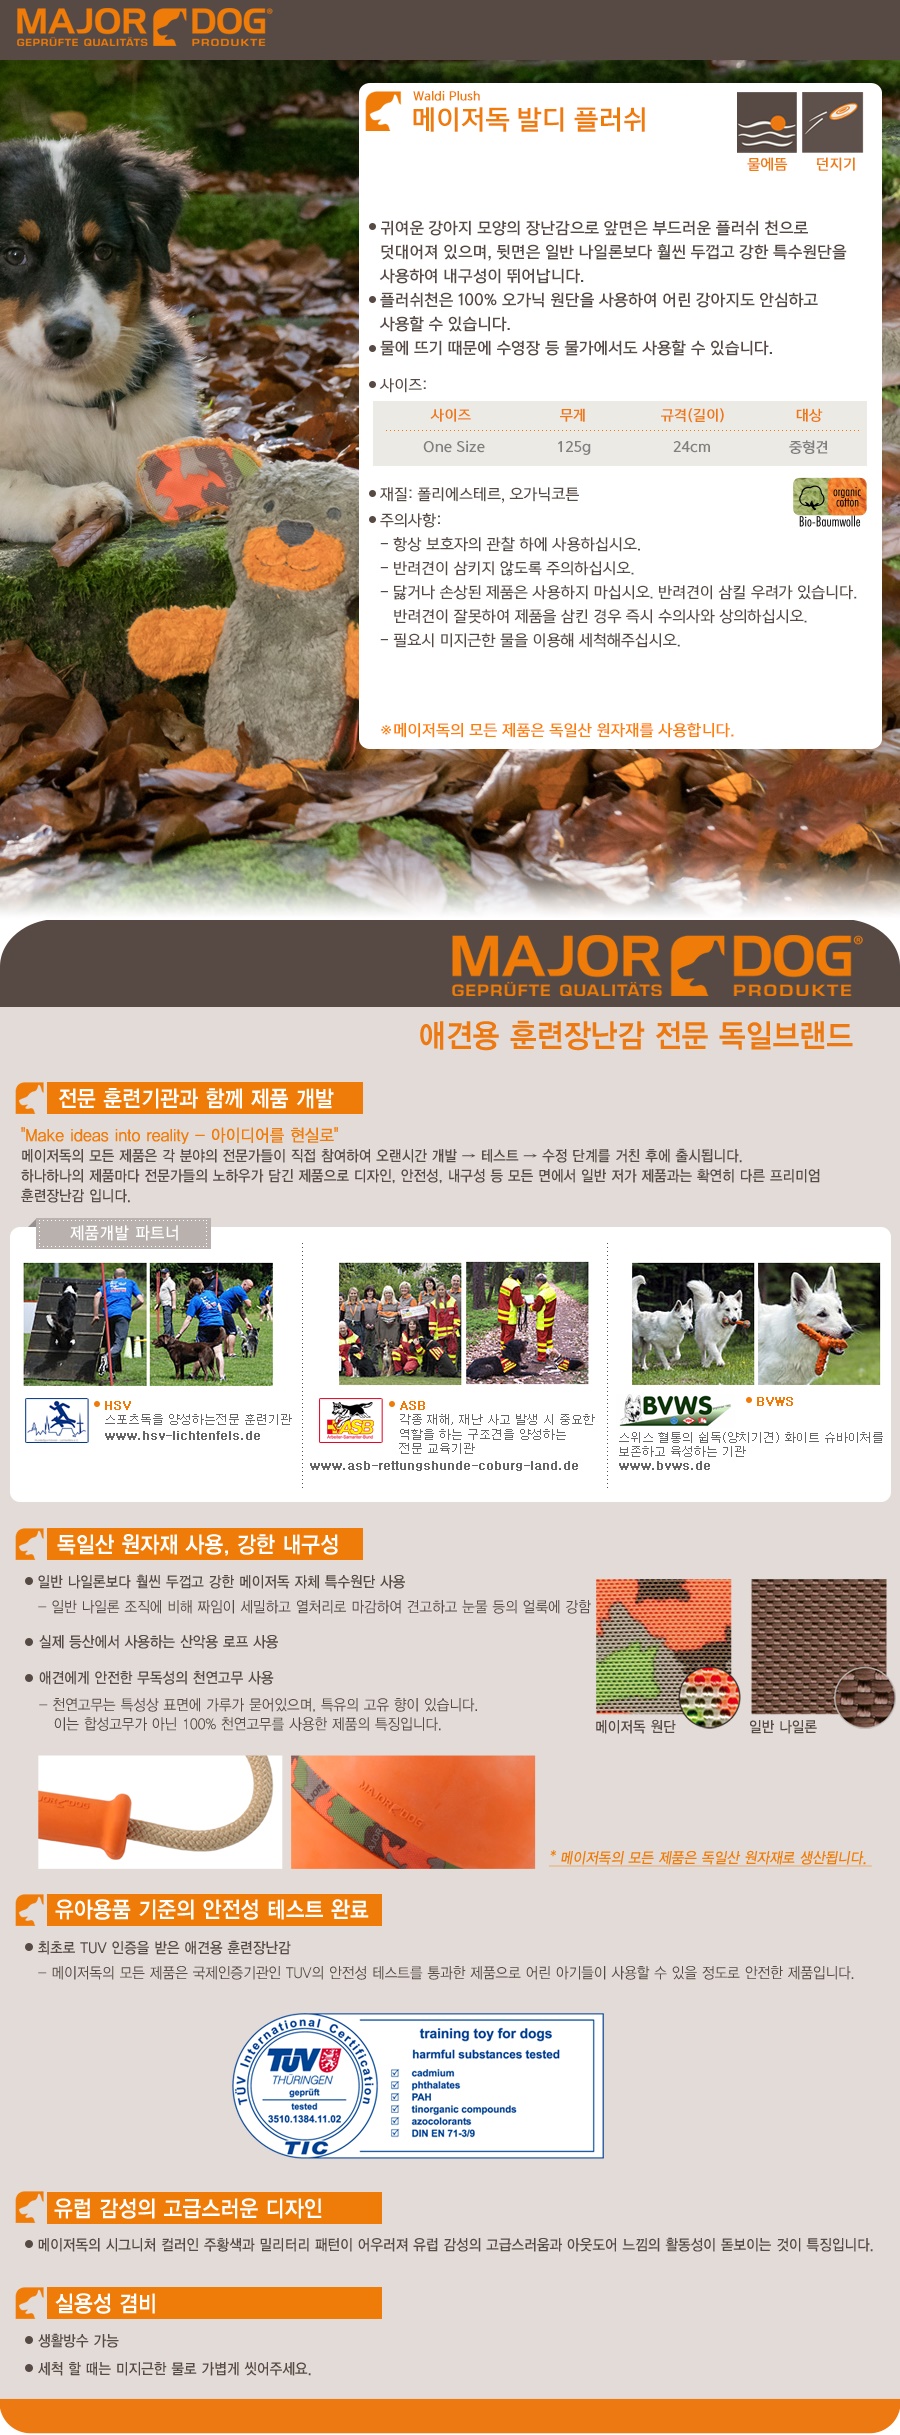 MAJOR DOG®
GEPRÜFTE QUALITÄTS PRODUKTE
Waldi Plush
메이저독 발디 플러쉬
물에뜸 던지기
● 귀여운 강아지 모양의 장난감으로 앞면은 부드러운 플러쉬 천으로
덧대어져 있으며, 뒷면은 일반 나일론보다 훨씬 두껍고 강한 특수원단을
사용하여 내구성이 뛰어납니다.
● 플러쉬천은 100% 오가닉 원단을 사용하여 어린 강아지도 안심하고
사용할 수 있습니다.
● 물에 뜨기 때문에 수영장 등 물가에서도 사용할 수 있습니다.
● 사이즈:
사이즈 무게 규격(길이) 대상
One Size 125g 24cm 중형견
● 재질: 폴리에스테르, 오가닉코튼
organic
cotton
Bio-Baumwolle
● 주의사항:
- 항상 보호자의 관찰 하에 사용하십시오.
- 반려견이 삼키지 않도록 주의하십시오.
- 닳거나 손상된 제품은 사용하지 마십시오. 반려견이 삼킬 우려가 있습니다.
반려견이 잘못하여 제품을 삼킨 경우 즉시 수의사와 상의하십시오.
- 필요시 미지근한 물을 이용해 세척해주십시오.
※메이저독의 모든 제품은 독일산 원자재를 사용합니다.
MAJOR DOG®
GEPRÜFTE QUALITÄTS PRODUKTE
애견용 훈련장난감 전문 독일브랜드
전문 훈련기관과 함께 제품 개발
"Make ideas into reality - 아이디어를 현실로"
메이저독의 모든 제품은 각 분야의 전문가들이 직접 참여하여 오랜시간 개발 → 테스트 → 수정 단계를 거친 후에 출시됩니다.
하나하나의 제품마다 전문가들의 노하우가 담긴 제품으로 디자인, 안전성, 내구성 등 모든 면에서 일반 저가 제품과는 확연히 다른 프리미엄
훈련장난감 입니다.
제품개발 파트너
● HSV
스포츠독을 양성하는전문 훈련기관
www.hsv-lichtenfels.de
ASB
● ASB
각종 재해, 재난 사고 발생 시 중요한
역할을 하는 구조견을 양성하는
전문 교육기관
www.asb-rettungshunde-coburg-land.de
BVWS
● BVWS
스위스 혈통의 쉽독(양치기견) 화이트 슈바이처를
보존하고 육성하는 기관
www.bvws.de
독일산 원자재 사용, 강한 내구성
● 일반 나일론보다 훨씬 두껍고 강한 메이저독 자체 특수원단 사용
- 일반 나일론 조직에 비해 짜임이 세밀하고 열처리로 마감하여 견고하고 눈물 등의 얼룩에 강함
● 실제 등산에서 사용하는 산악용 로프 사용
● 애견에게 안전한 무독성의 천연고무 사용
- 천연고무는 특성상 표면에 가루가 묻어있으며, 특유의 고유 향이 있습니다.
이는 합성고무가 아닌 100% 천연고무를 사용한 제품의 특징입니다.
메이저독 원단 일반 나일론
MAJOR DOG
* 메이저독의 모든 제품은 독일산 원자재로 생산됩니다.
유아용품 기준의 안전성 테스트 완료
● 최초로 TUV 인증을 받은 애견용 훈련장난감
- 메이저독의 모든 제품은 국제인증기관인 TUV의 안전성 테스트를 통과한 제품으로 어린 아기들이 사용할 수 있을 정도로 안전한 제품입니다.
TÜV International Certification
TÜV
THÜRINGEN
geprüft
tested
3510.1384.11.02
TIC
training toy for dogs
harmful substances tested
☑ cadmium
☑ phthalates
☑ PAH
☑ tinorganic compounds
☑ azocolorants
☑ DIN EN 71-3/9
유럽 감성의 고급스러운 디자인
● 메이저독의 시그니처 컬러인 주황색과 밀리터리 패턴이 어우러져 유럽 감성의 고급스러움과 아웃도어 느낌의 활동성이 돋보이는 것이 특징입니다.
실용성 겸비
● 생활방수 가능
● 세척 할 때는 미지근한 물로 가볍게 씻어주세요.